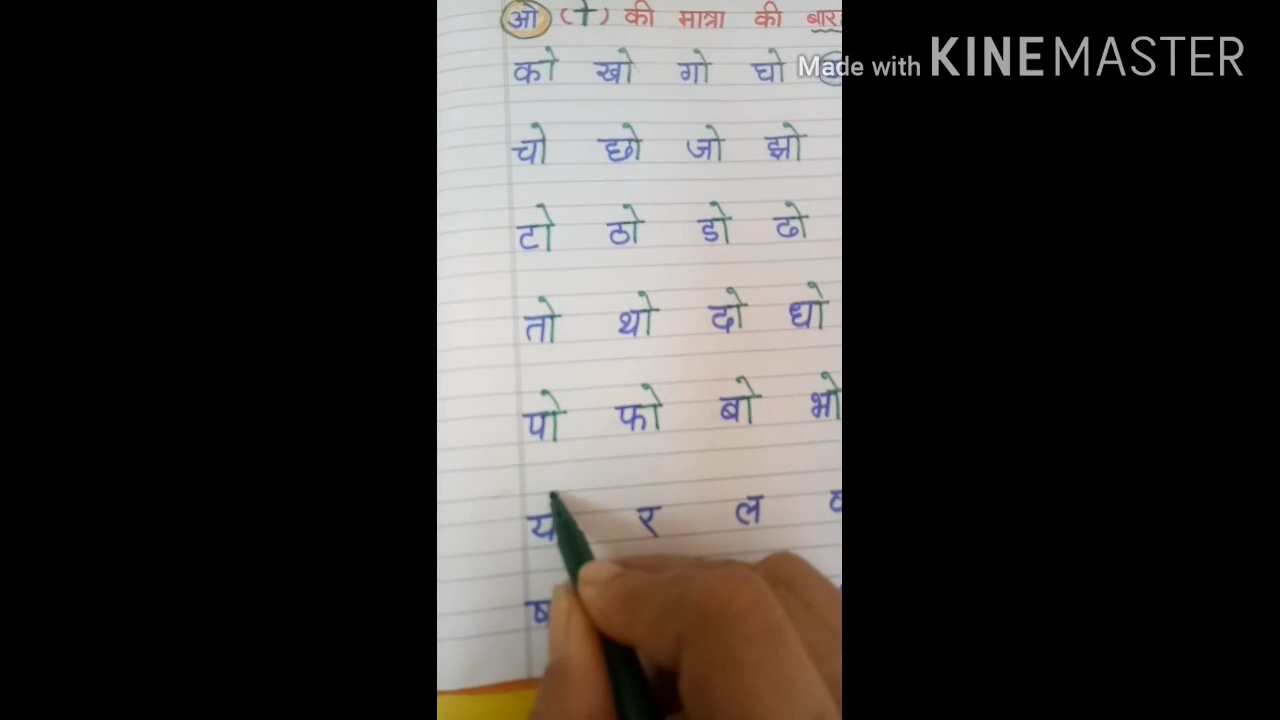 ओ (ो) की मात्रा की
Made with KINEMASTER
को खो गो घो
चो छो जो झो
टो ठो डो ढो
तो थो दो धो
पो फो बो भो
य र ल
ष